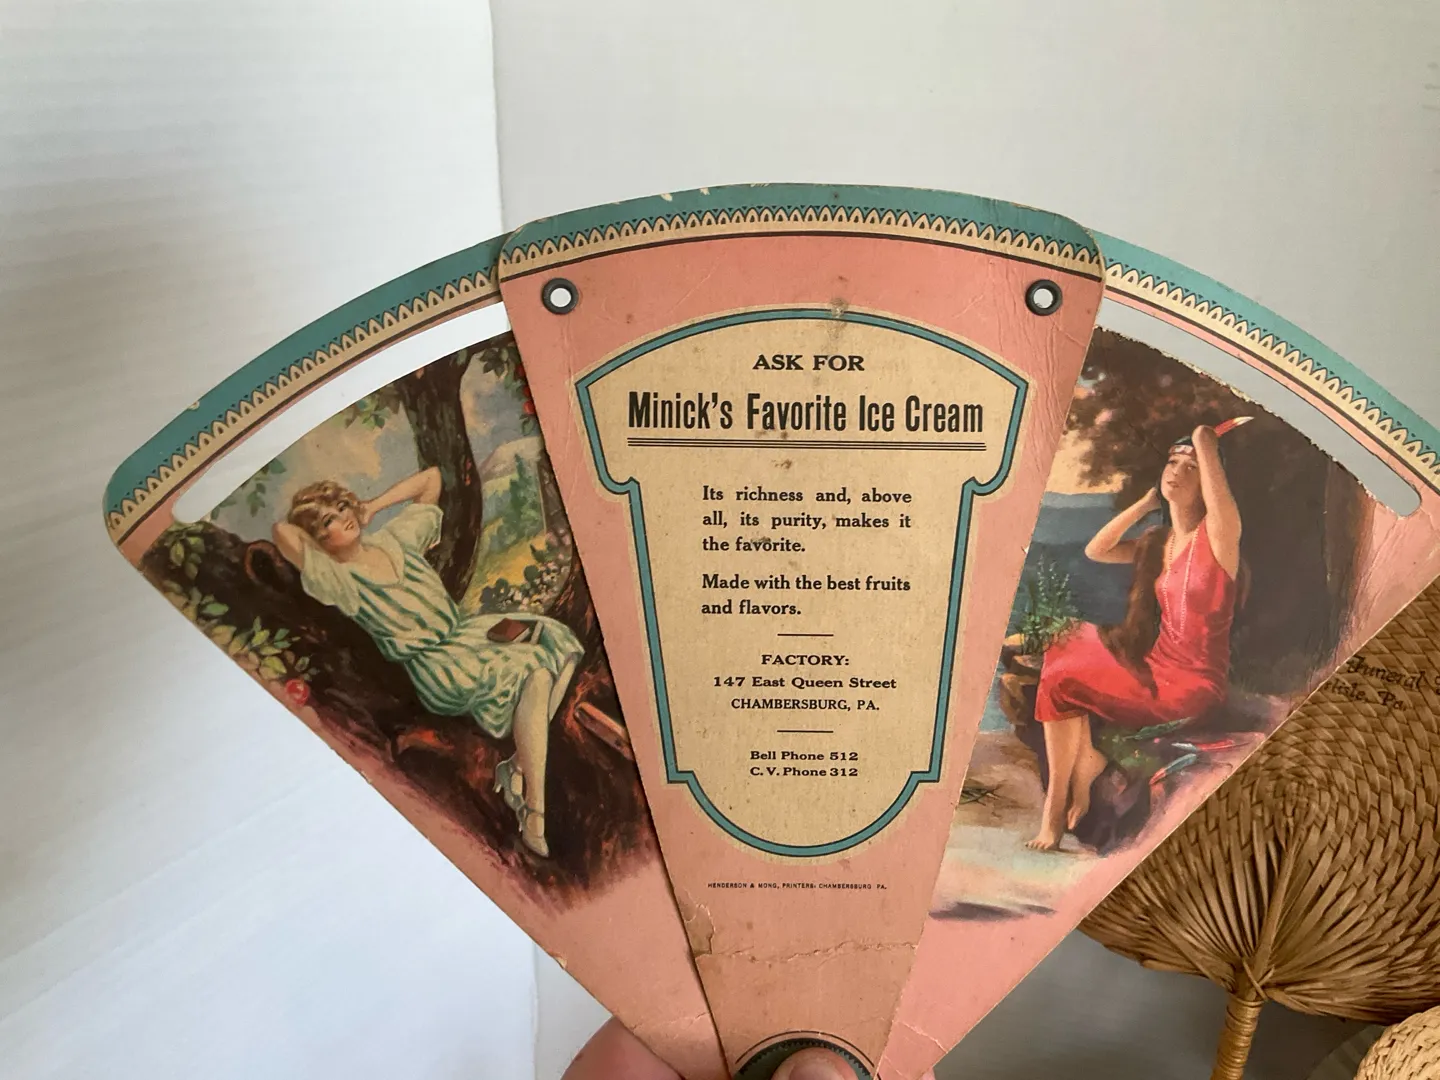 ASK FOR
Minick's Favorite Ice Cream
Its richness and, above
all, its purity, makes it
the favorite.
Made with the best fruits
and flavors.
FACTORY:
147 East Queen Street
CHAMBERSBURG, PA.
Bell Phone 512
C. V. Phone 312
HENDERSON & MONG, PRINTERS, CHAMBERSBURG PA.
Funeral
Pa.